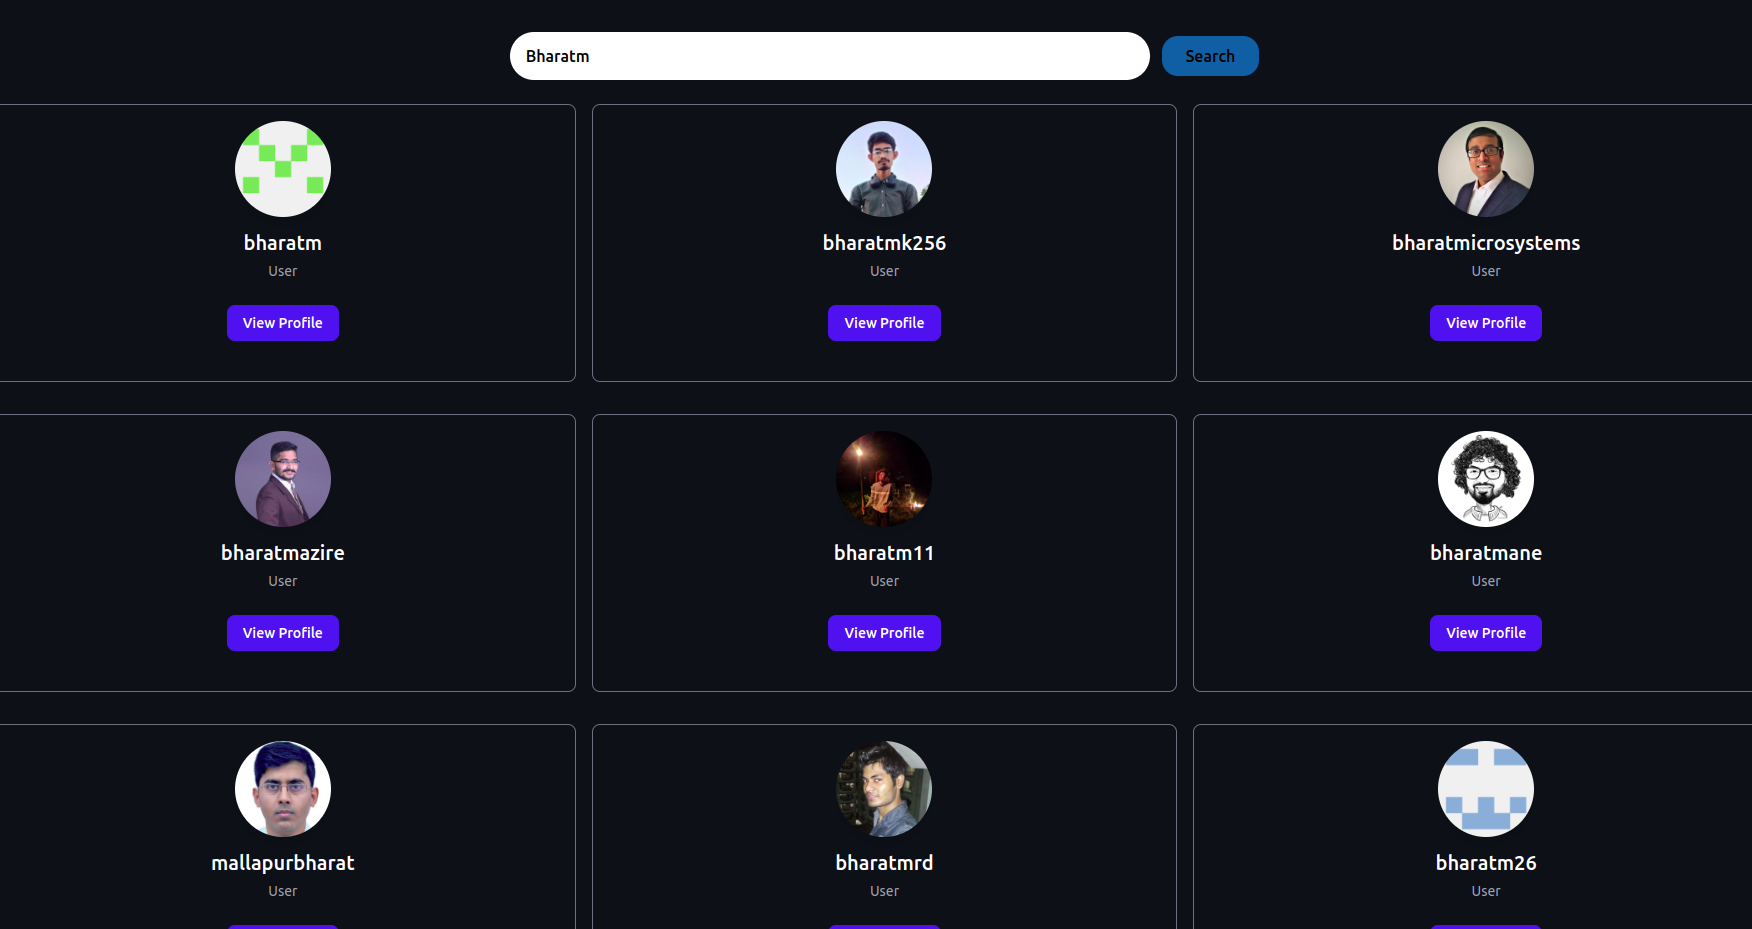 Bharatm
Search
bharatm
User
View Profile
bharatmk256
User
View Profile
bharatmicrosystems
User
View Profile
bharatmazire
User
View Profile
bharatm11
User
View Profile
bharatmane
User
View Profile
mallapurbharat
User
bharatmrd
User
bharatm26
User